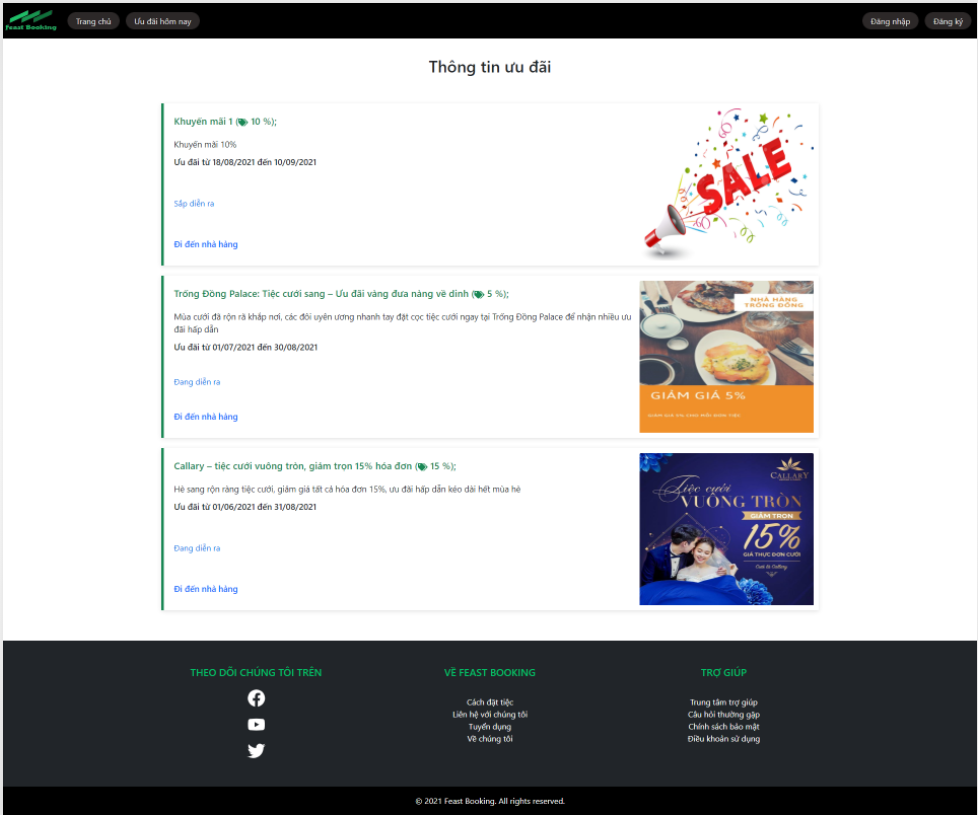 Feast Booking
Trang chủ
Ưu đãi hôm nay
Đăng nhập
Đăng ký
Thông tin ưu đãi
Khuyến mãi 1 ( 10 %);
Khuyến mãi 10%
Ưu đãi từ 18/08/2021 đến 10/09/2021
Sắp diễn ra
Đi đến nhà hàng
SALE
Trống Đồng Palace: Tiệc cưới sang – Ưu đãi vàng đưa nàng về dinh ( 5 %);
Mùa cưới đã rộn rã khắp nơi, các đôi uyên ương nhanh tay đặt cọc tiệc cưới ngay tại Trống Đồng Palace để nhận nhiều ưu
đãi hấp dẫn
Ưu đãi từ 01/07/2021 đến 30/08/2021
Đang diễn ra
Đi đến nhà hàng
NHÀ HÀNG
TRỐNG ĐỒNG
GIẢM GIÁ 5%
Callary – tiệc cưới vuông tròn, giảm trọn 15% hóa đơn ( 15 %);
Hè sang rộn ràng tiệc cưới, giảm giá tất cả hóa đơn 15%, ưu đãi hấp dẫn kéo dài hết mùa hè
Ưu đãi từ 01/06/2021 đến 31/08/2021
Đang diễn ra
Đi đến nhà hàng
CALLARY
Tiệc cưới
VUÔNG TRÒN
GIẢM TRỌN
15%
GIÁ THỰC ĐƠN CƯỚI
Cưới là Callary
THEO DÕI CHÚNG TÔI TRÊN
VỀ FEAST BOOKING
Cách đặt tiệc
Liên hệ với chúng tôi
Tuyển dụng
Về chúng tôi
TRỢ GIÚP
Trung tâm trợ giúp
Câu hỏi thường gặp
Chính sách bảo mật
Điều khoản sử dụng
© 2021 Feast Booking. All rights reserved.